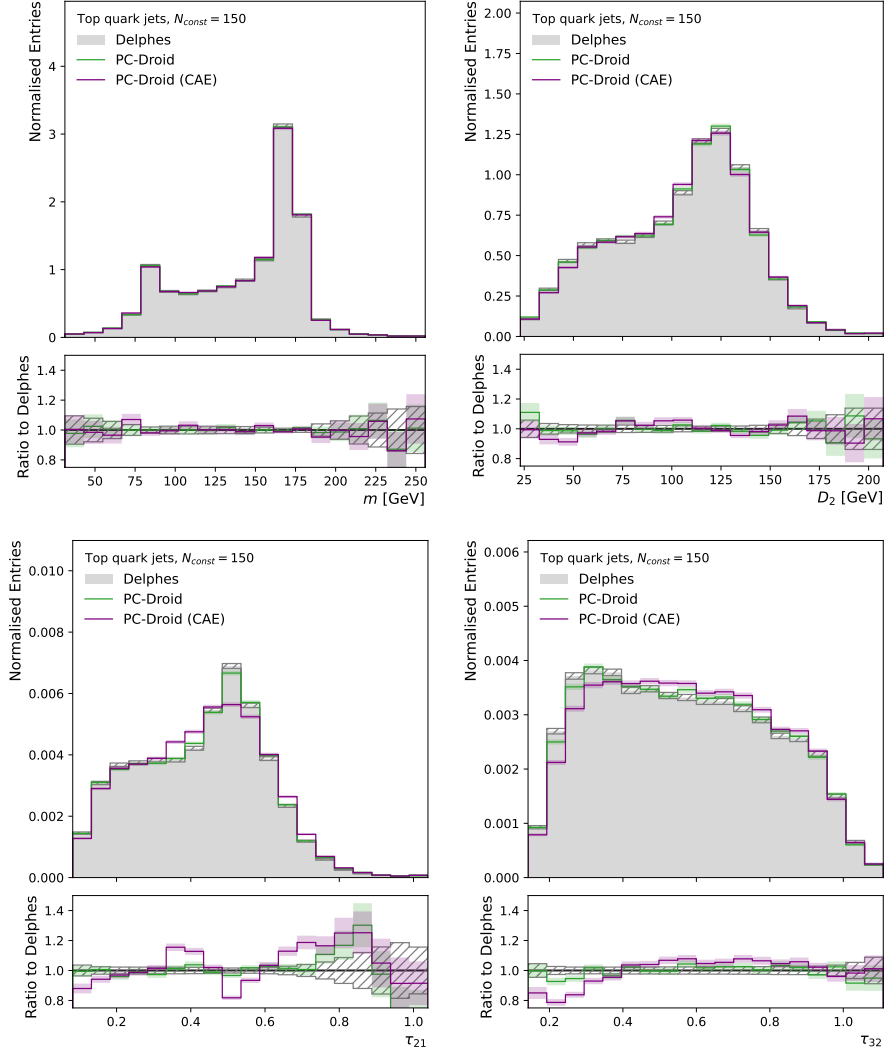 Normalised Entries
Top quark jets, N_const = 150
Delphes
PC-Droid
PC-Droid (CAE)
4
3
2
1
0
Ratio to Delphes
1.4
1.2
1.0
0.8
50 75 100 125 150 175 200 225 250
m [GeV]
Normalised Entries
Top quark jets, N_const = 150
Delphes
PC-Droid
PC-Droid (CAE)
2.00
1.75
1.50
1.25
1.00
0.75
0.50
0.25
0.00
Ratio to Delphes
1.4
1.2
1.0
0.8
25 50 75 100 125 150 175 200
D_2 [GeV]
Normalised Entries
Top quark jets, N_const = 150
Delphes
PC-Droid
PC-Droid (CAE)
0.010
0.008
0.006
0.004
0.002
0.000
Ratio to Delphes
1.4
1.2
1.0
0.8
0.2 0.4 0.6 0.8 1.0
τ_21
Normalised Entries
Top quark jets, N_const = 150
Delphes
PC-Droid
PC-Droid (CAE)
0.006
0.005
0.004
0.003
0.002
0.001
0.000
Ratio to Delphes
1.4
1.2
1.0
0.8
0.2 0.4 0.6 0.8 1.0
τ_32